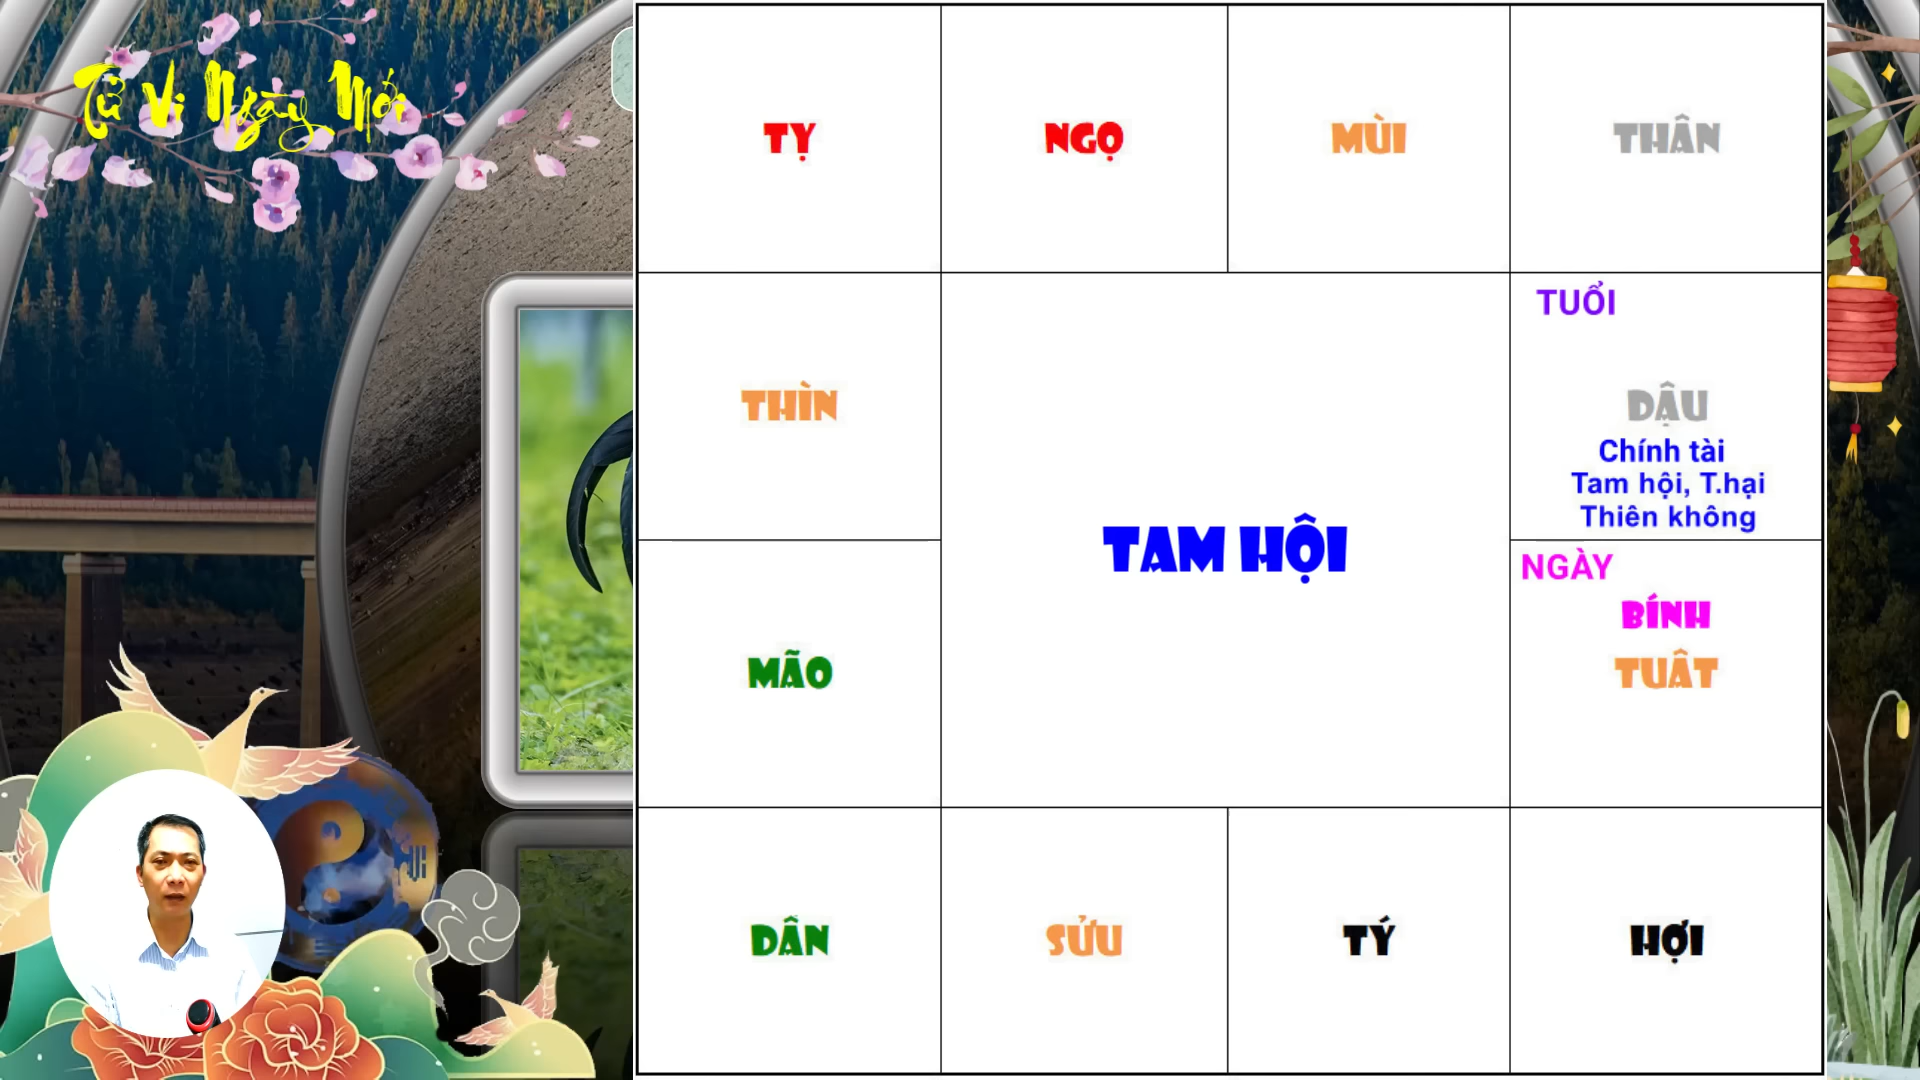 Tử Vi Ngày Mới
TỴ
NGỌ
MÙI
THÂN
THÌN
TUỔI
DẬU
Chính tài
Tam hội, T.hại
Thiên không
TAM HỘI
MÃO
NGÀY
BÍNH
TUẤT
DẦN
SỬU
TÝ
HỢI